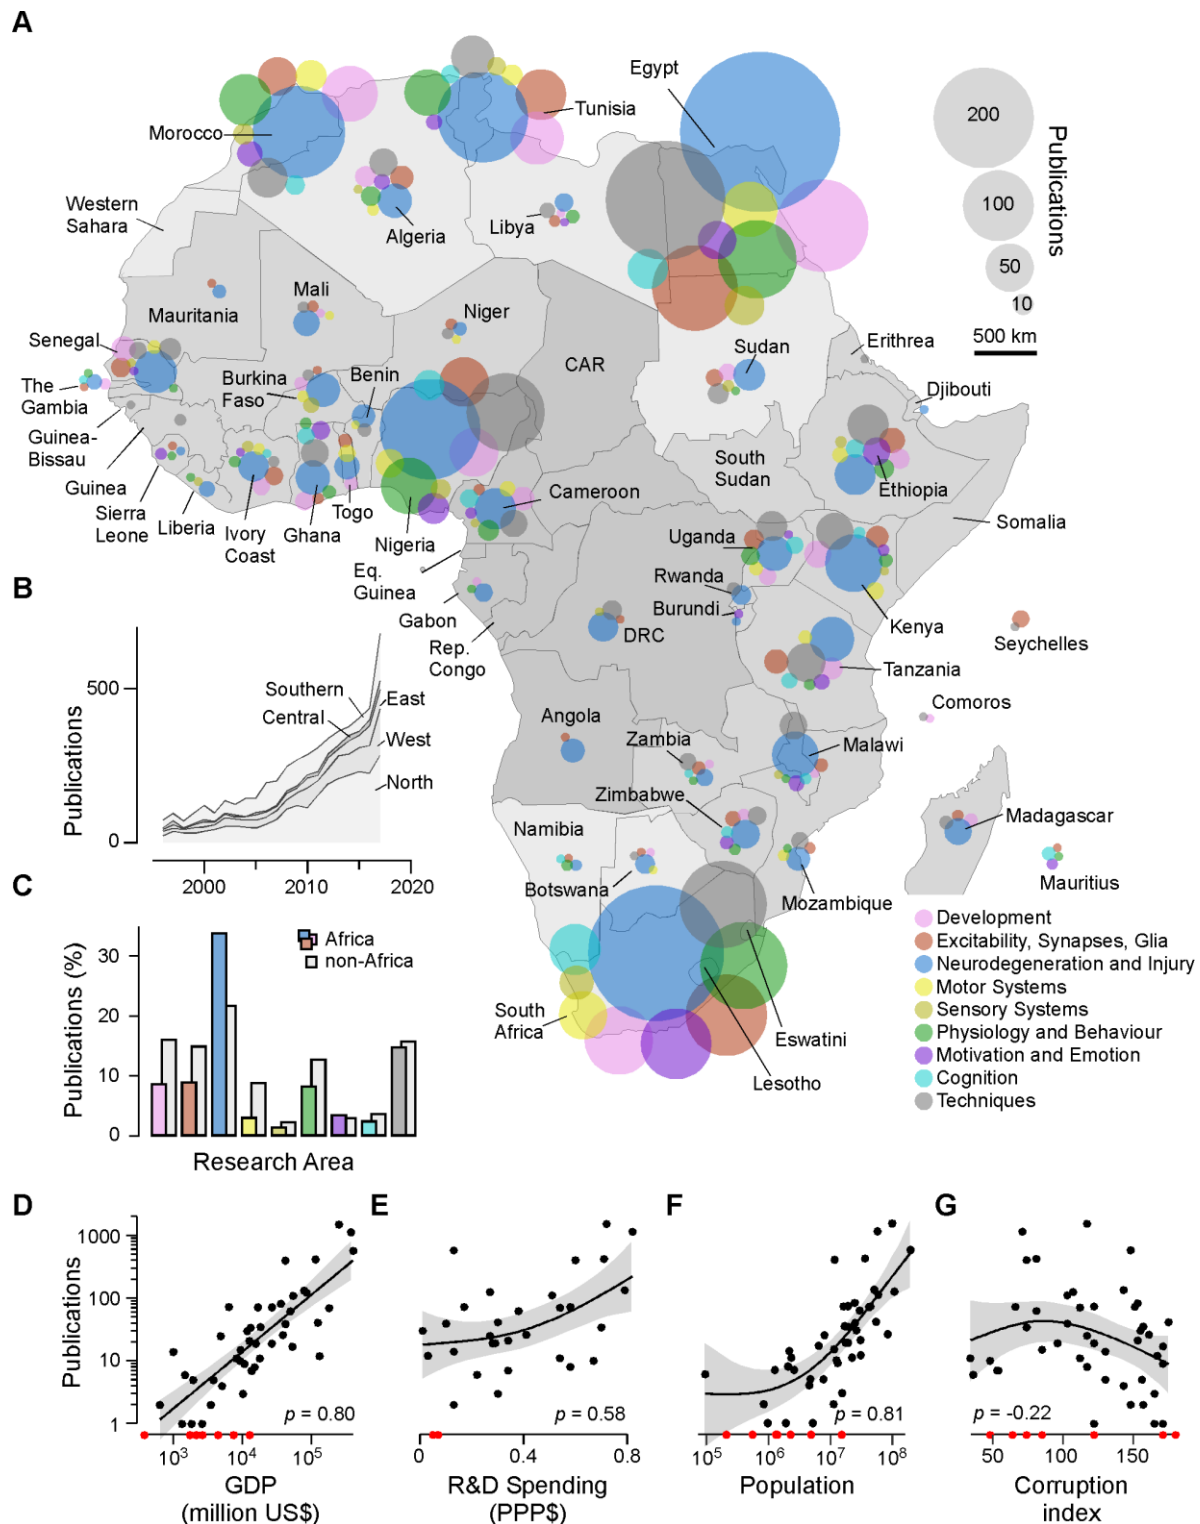 A
Egypt
Tunisia
Morocco
200
Publications
100
50
10
500 km
Western
Sahara
Algeria
Libya
Mauritania
Mali
Niger
CAR
Sudan
Erithrea
Djibouti
Senegal
The
Gambia
Burkina
Faso
Benin
Guinea-
Bissau
Guinea
Sierra
Leone
Liberia
Ivory
Coast
Ghana
Togo
Nigeria
Cameroon
South
Sudan
Ethiopia
Somalia
Uganda
Rwanda
Burundi
Kenya
Eq.
Guinea
Gabon
Rep.
Congo
DRC
Tanzania
Seychelles
Comoros
Angola
Zambia
Malawi
Zimbabwe
Namibia
Botswana
Mozambique
Madagascar
Mauritius
South
Africa
Eswatini
Lesotho
Development
Excitability, Synapses, Glia
Neurodegeneration and Injury
Motor Systems
Sensory Systems
Physiology and Behaviour
Motivation and Emotion
Cognition
Techniques
B
Publications
500
0
Southern
Central
East
West
North
2000
2010
2020
C
Publications (%)
30
20
10
0
Africa
non-Africa
Research Area
D
Publications
1000
100
10
1
p = 0.80
10³
10⁴
10⁵
GDP
(million US$)
E
p = 0.58
0
0.4
0.8
R&D Spending
(PPP$)
F
p = 0.81
10⁵
10⁶
10⁷
10⁸
Population
G
p = -0.22
50
100
150
Corruption
index